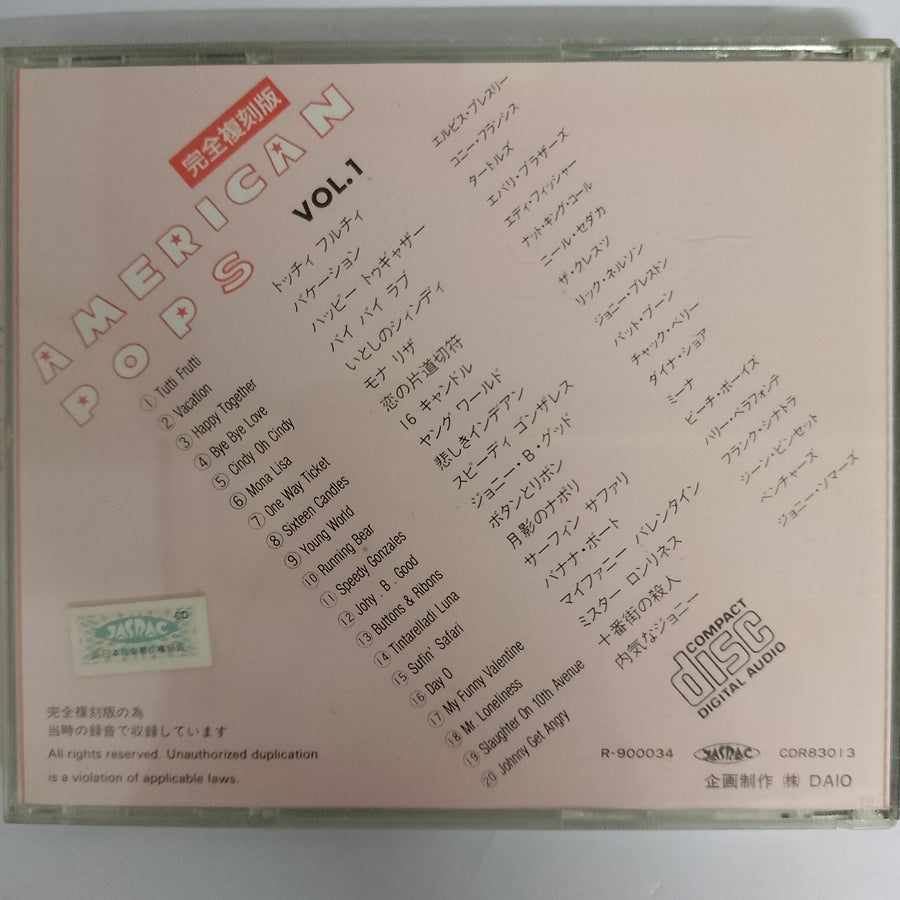 完全複刻版
AMERICAN
POPS
VOL.1
① Tutti Frutti トッティ フルティ エルビス・プレスリー
② Vacation バケーション コニー・フランシス
③ Happy Together ハッピー トゥギャザー タートルズ
④ Bye Bye Love バイ バイ ラブ エバリ・ブラザーズ
⑤ Cindy Oh Cindy いとしのシィンディ エディ・フィッシャー
⑥ Mona Lisa モナ リザ ナット・キング・コール
⑦ One Way Ticket 恋の片道切符 ニール・セダカ
⑧ Sixteen Candles 16 キャンドル ザ・クレスツ
⑨ Young World ヤング ワールド リック・ネルソン
⑩ Running Bear 悲しきインデアン ジョニー・プレストン
⑪ Speedy Gonzales スピーディ ゴンザレス パット・ブーン
⑫ Johy . B . Good ジョニー・B・グッド チャック・ベリー
⑬ Buttons & Ribons ボタンとリボン ダイナ・ショア
⑭ Tintarelladi Luna 月影のナポリ ミーナ
⑮ Sufin' Safari サーフィン サファリ ビーチ・ボーイズ
⑯ Day O バナナ・ボート ハリー・ベラフォンテ
⑰ My Funny Valentine マイファニー バレンタイン フランク・シナトラ
⑱ Mr. Loneliness ミスター ロンリネス ジーン・ビンセット
⑲ Slaughter On 10th Avenue 十番街の殺人 ベンチャーズ
⑳ Johnny Get Angry 内気なジョニー ジョニー・ソマーズ
CD
JASRAC
日本音楽著作権協会
COMPACT
disc
DIGITAL AUDIO
完全複刻版の為
当時の録音で収録しています
All rights reserved. Unauthorized duplication
is a violation of applicable laws.
R-900034 JASRAC CDR83013
企画制作 ㈱ DAIO